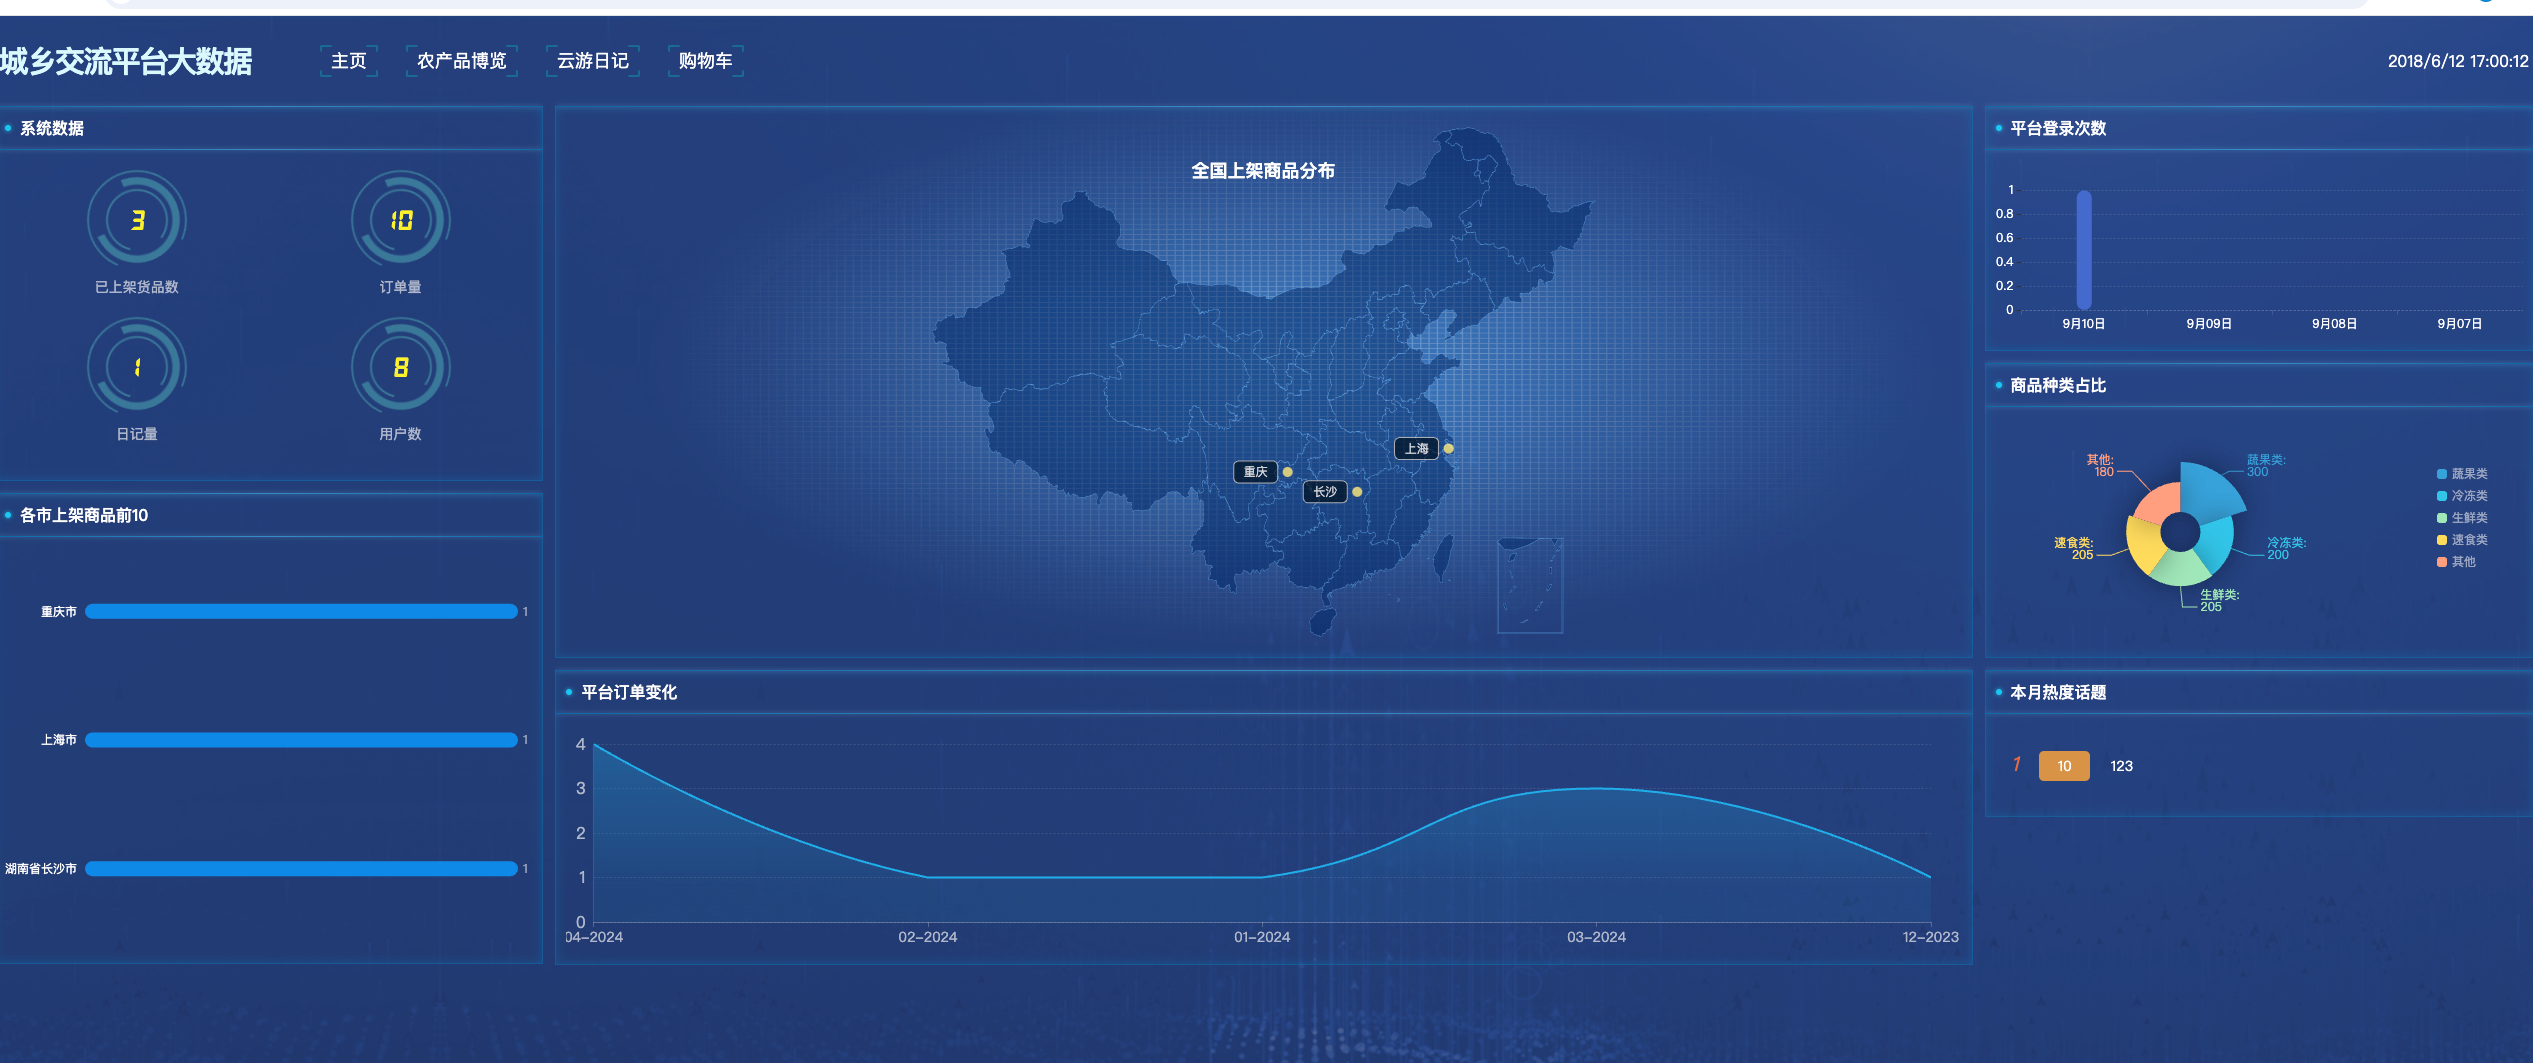 城乡交流平台大数据
主页
农产品博览
云游日记
购物车
2018/6/12 17:00:12
系统数据
3
已上架货品数
10
订单量
1
日记量
8
用户数
各市上架商品前10
重庆市
1
上海市
1
湖南省长沙市
1
全国上架商品分布
上海
重庆
长沙
平台订单变化
4
3
2
1
0
04-2024
02-2024
01-2024
03-2024
12-2023
平台登录次数
1
0.8
0.6
0.4
0.2
0
9月10日
9月09日
9月08日
9月07日
商品种类占比
其他:
180
蔬果类:
300
速食类:
205
冷冻类:
200
生鲜类:
205
蔬果类
冷冻类
生鲜类
速食类
其他
本月热度话题
1
10
123